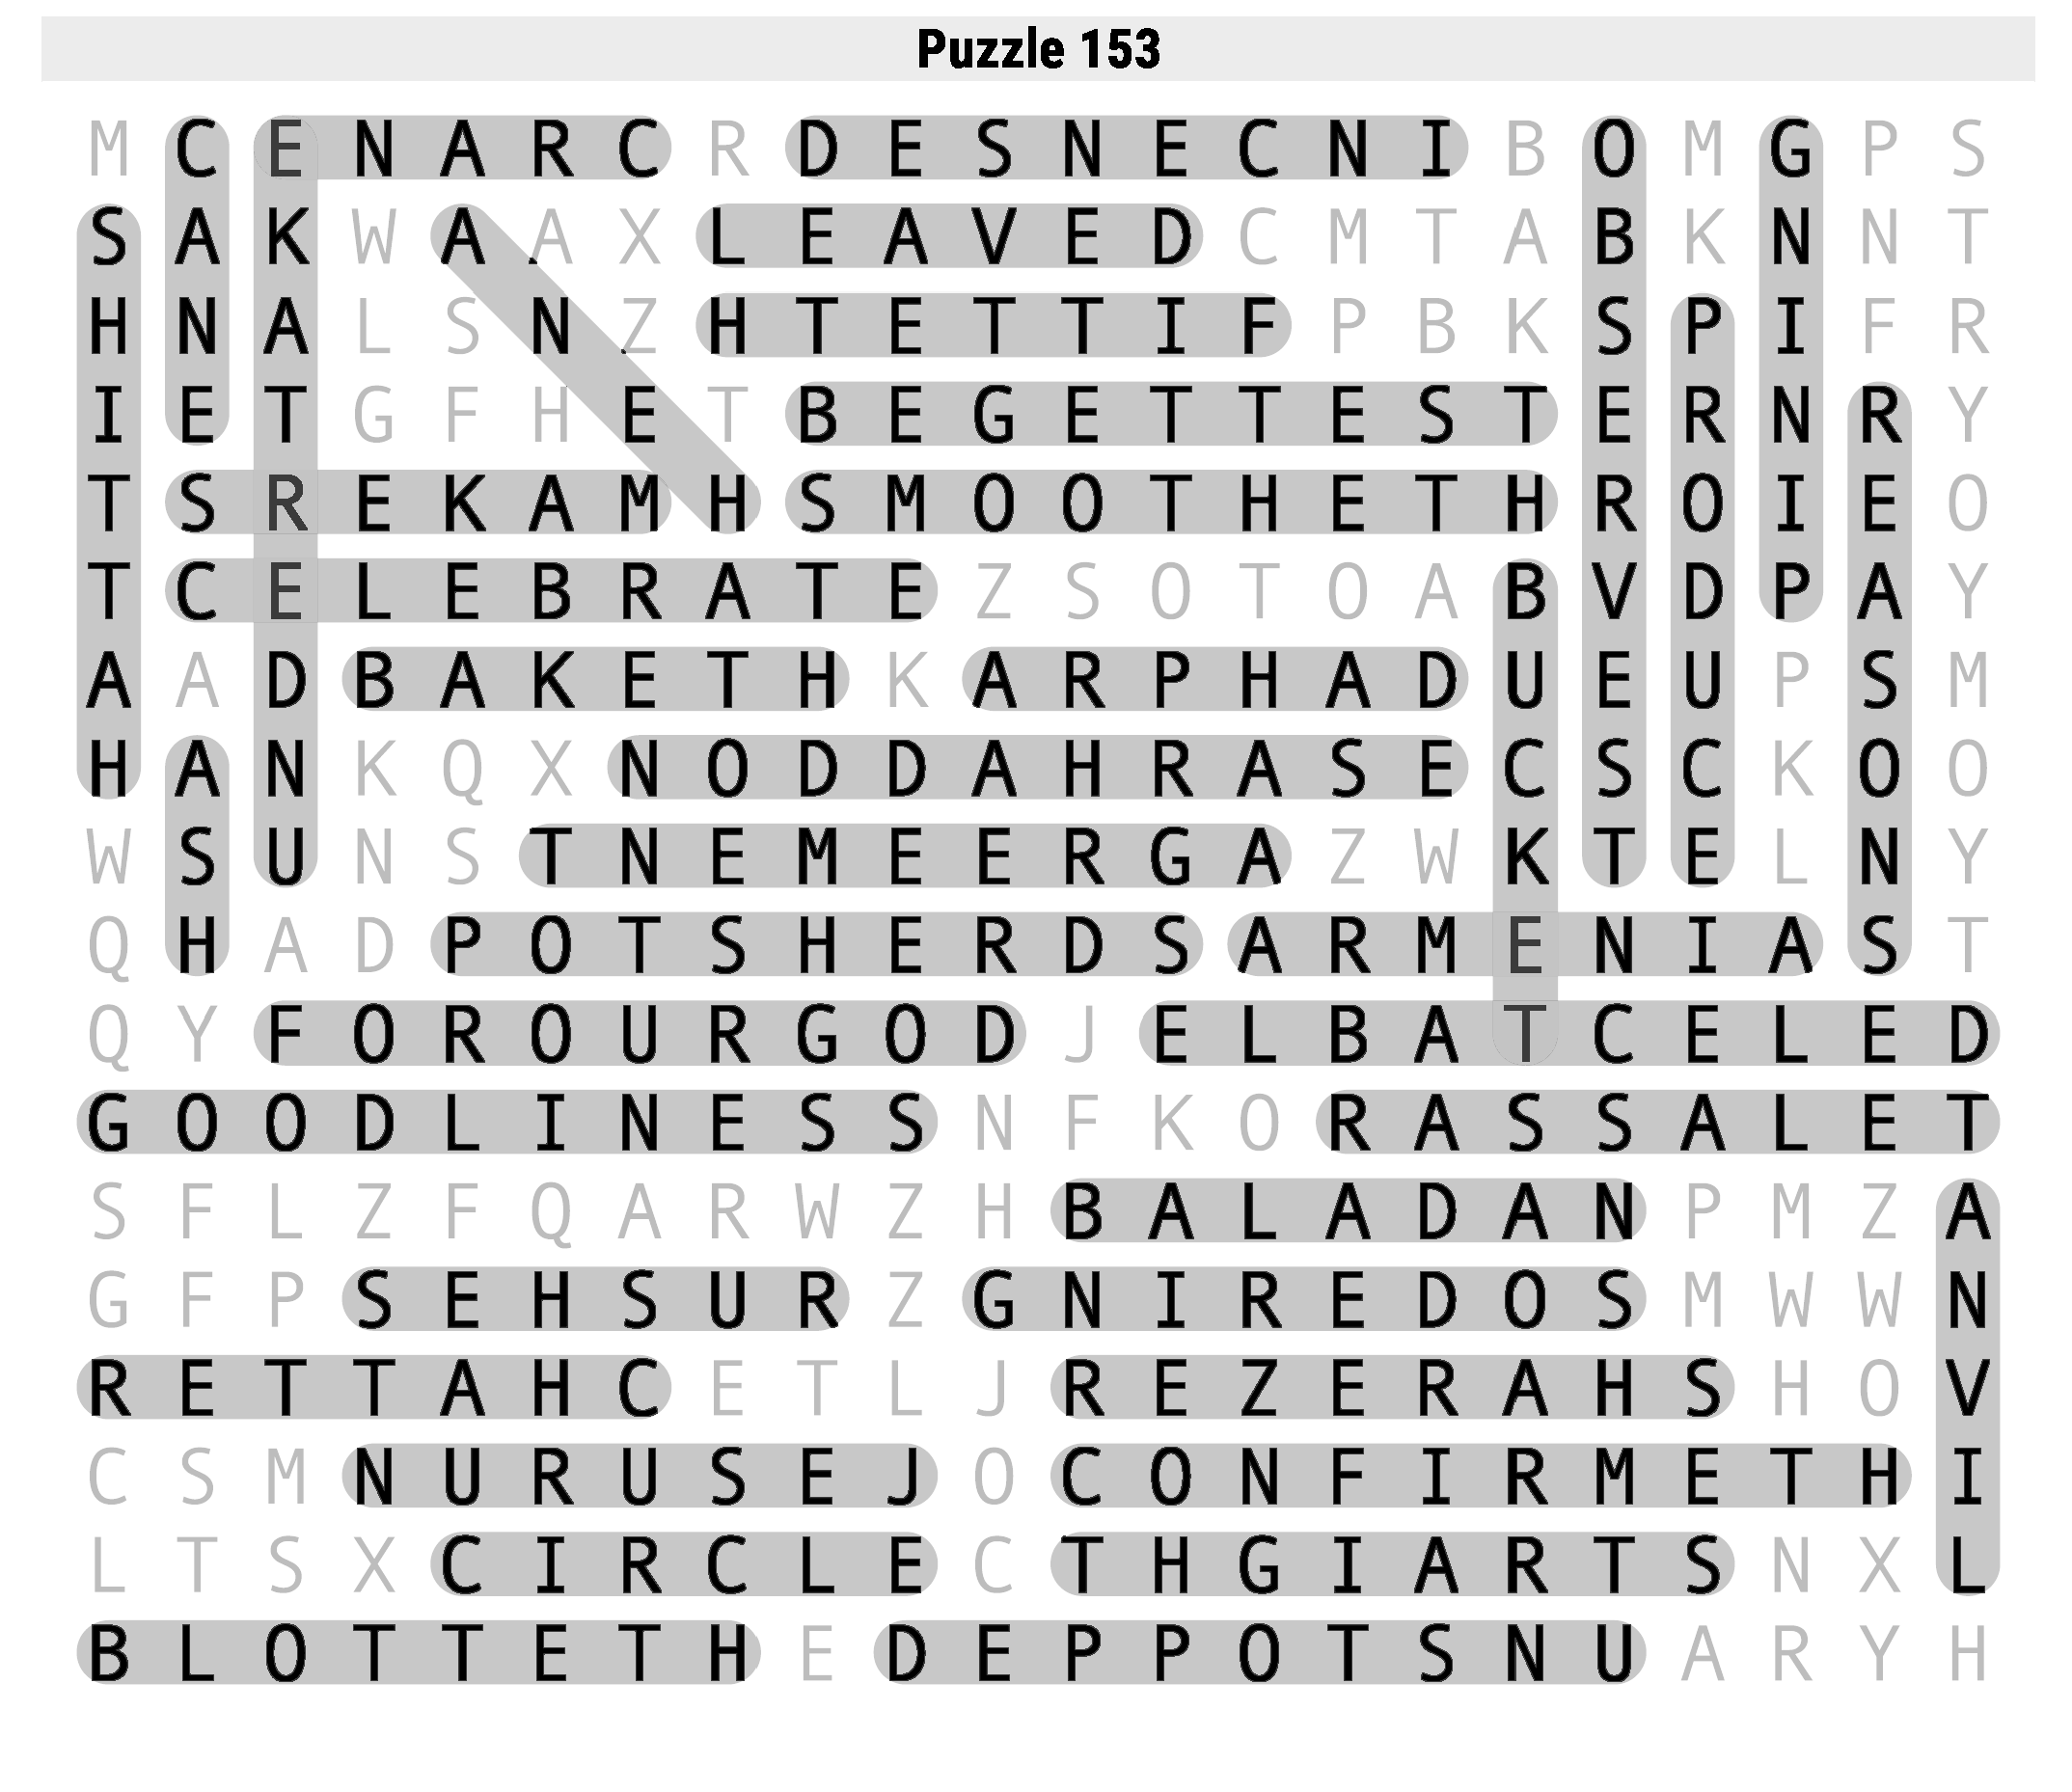 Puzzle 153
M C E N A R C R D E S N E C N I B O M G P S
S A K W A A X L E A V E D C M T A B K N N T
H N A L S N Z H T E T T I F P B K S P I F R
I E T G F H E T B E G E T T E S T E R N R Y
T S R E K A M H S M O O T H E T H R O I E O
T C E L E B R A T E Z S O T O A B V D P A Y
A A D B A K E T H K A R P H A D U E U P S M
H A N K Q X N O D D A H R A S E C S C K O O
W S U N S T N E M E E R G A Z W K T E L N Y
Q H A D P O T S H E R D S A R M E N I A S T
Q Y F O R O U R G O D J E L B A T C E L E D
G O O D L I N E S S N F K O R A S S A L E T
S F L Z F Q A R W Z H B A L A D A N P M Z A
G F P S E H S U R Z G N I R E D O S M W W N
R E T T A H C E T L J R E Z E R A H S H O V
C S M N U R U S E J O C O N F I R M E T H I
L T S X C I R C L E C T H G I A R T S N X L
B L O T T E T H E D E P P O T S N U A R Y H